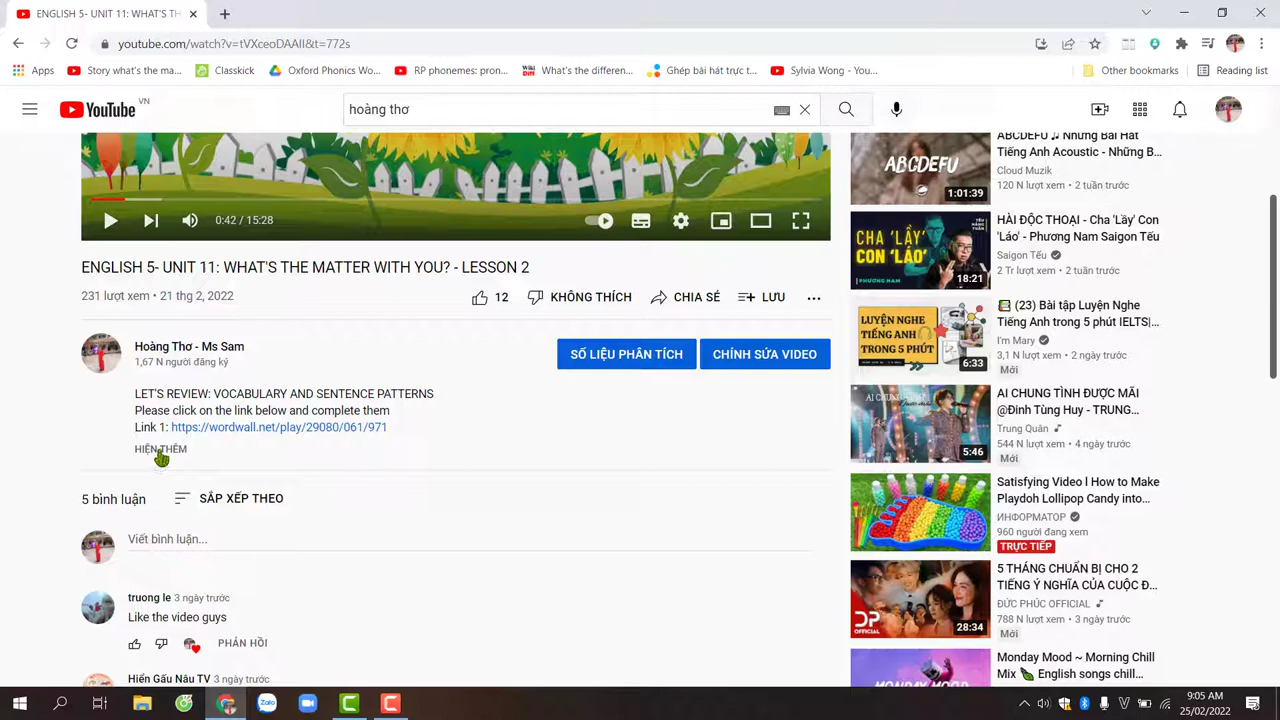 ENGLISH 5- UNIT 11: WHAT'S TH
youtube.com/watch?v=tVXceoDAAlI&t=772s
Apps
Story what's the ma...
Classkick
Oxford Phonics Wo...
RP phonemes: pron...
What's the differen...
Ghép bài hát trực t...
Sylvia Wong - You...
Other bookmarks
Reading list
YouTube VN
hoàng thơ
0:42 / 15:28
ENGLISH 5- UNIT 11: WHAT'S THE MATTER WITH YOU? - LESSON 2
231 lượt xem • 21 thg 2, 2022
12
KHÔNG THÍCH
CHIA SẺ
LƯU
Hoàng Thơ - Ms Sam
1,67 N người đăng ký
SỐ LIỆU PHÂN TÍCH
CHỈNH SỬA VIDEO
LET'S REVIEW: VOCABULARY AND SENTENCE PATTERNS
Please click on the link below and complete them
Link 1: https://wordwall.net/play/29080/061/971
HIỆN THÊM
5 bình luận
SẮP XẾP THEO
Viết bình luận...
truong le 3 ngày trước
Like the video guys
PHẢN HỒI
Hiển Gấu Nâu TV 3 ngày trước
ABCDEFU
1:01:39
ABCDEFU ♫ Những Bài Hát
Tiếng Anh Acoustic - Những B...
Cloud Muzik
120 N lượt xem • 2 tuần trước
CHA 'LẦY'
CON 'LÁO'
PHƯƠNG NAM
18:21
HÀI ĐỘC THOẠI - Cha 'Lầy' Con
'Láo' - Phương Nam Saigon Tếu
Saigon Tếu
2 Tr lượt xem • 2 tuần trước
LUYỆN NGHE
TIẾNG ANH
TRONG 5 PHÚT
6:33
(23) Bài tập Luyện Nghe
Tiếng Anh trong 5 phút IELTS|...
I'm Mary
3,1 N lượt xem • 2 ngày trước
Mới
5:46
AI CHUNG TÌNH ĐƯỢC MÃI
@Đinh Tùng Huy - TRUNG...
Trung Quân
544 N lượt xem • 4 ngày trước
Mới
Satisfying Video l How to Make
Playdoh Lollipop Candy into...
ИНФОРМАТОР
960 người đang xem
TRỰC TIẾP
DP
OFFICIAL
28:34
5 THÁNG CHUẨN BỊ CHO 2
TIẾNG Ý NGHĨA CỦA CUỘC Đ...
ĐỨC PHÚC OFFICIAL
788 N lượt xem • 3 ngày trước
Mới
MONDAY MOOD
Monday Mood ~ Morning Chill
Mix English songs chill...
Zalo
9:05 AM
25/02/2022